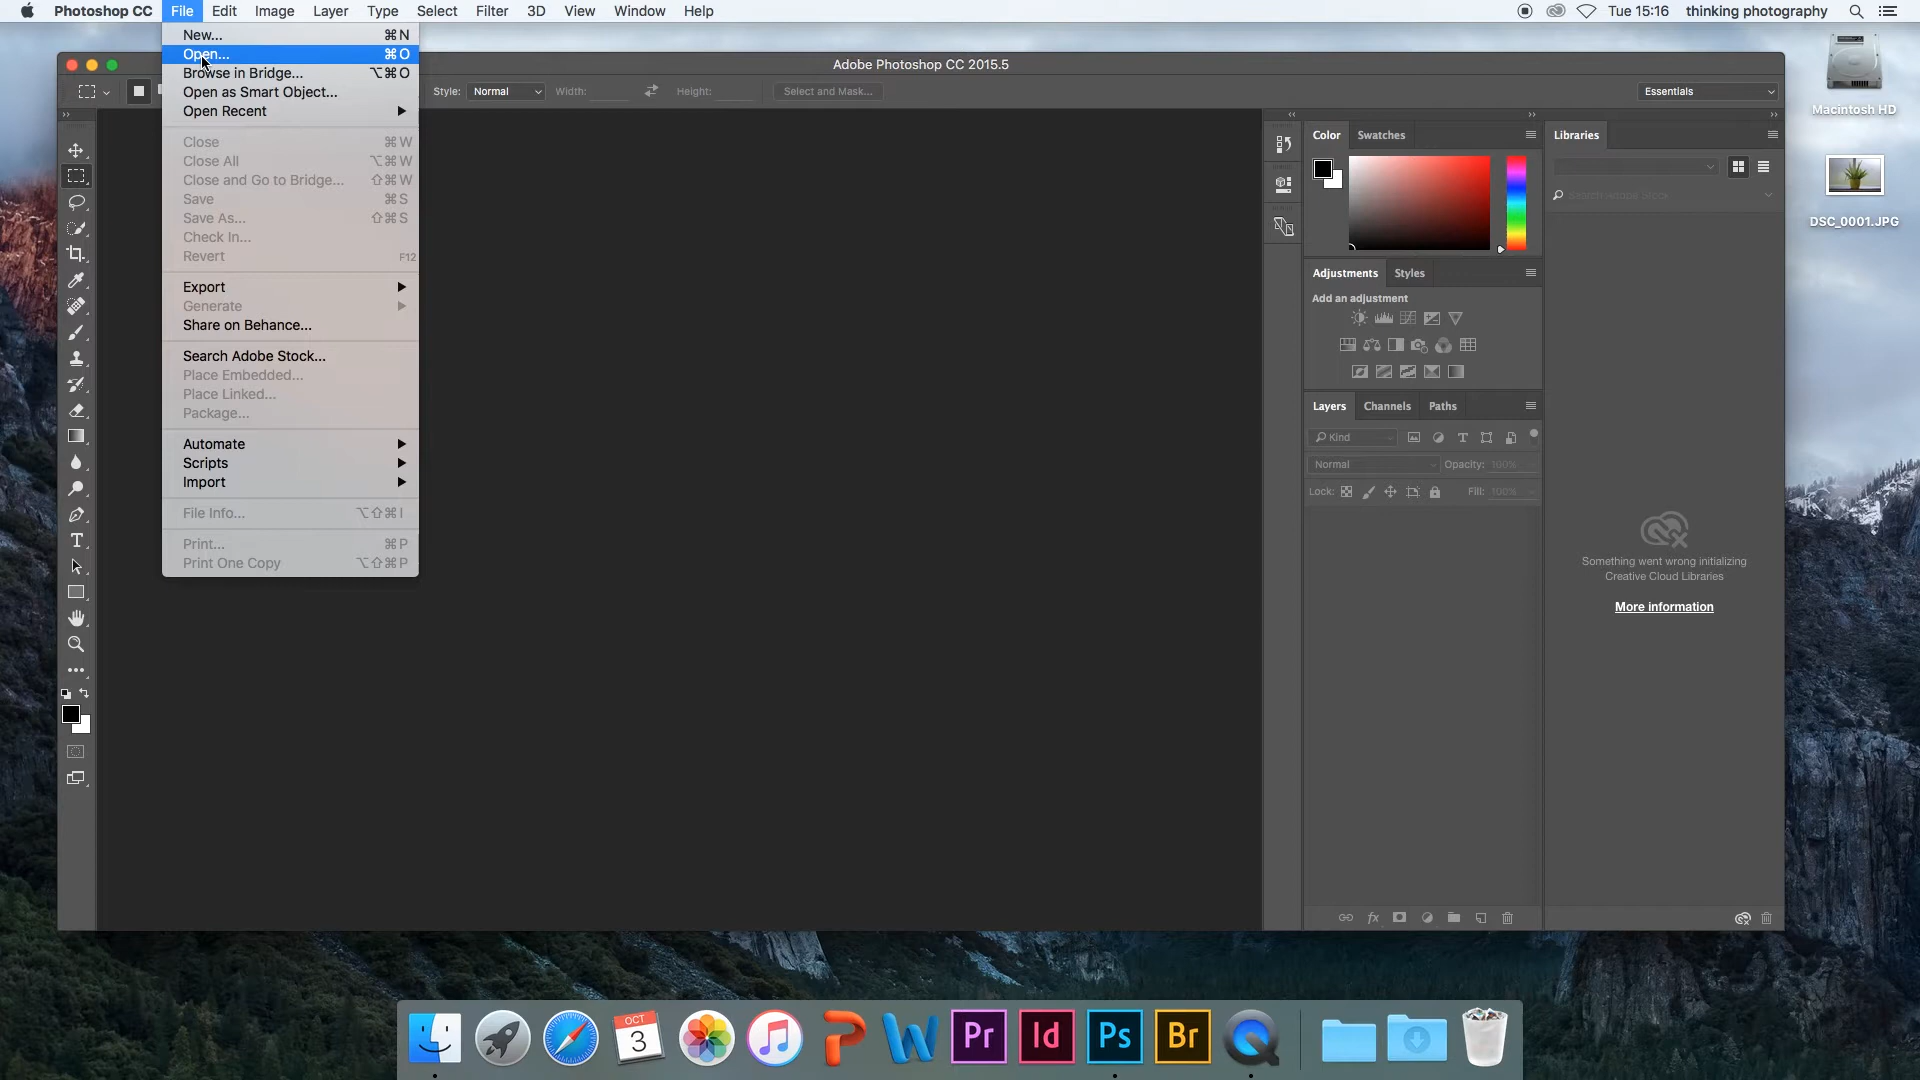 Photoshop CC File Edit Image Layer Type Select Filter 3D View Window Help Tue 15:16 thinking photography
New... ⌘N
Open... ⌘O
Browse in Bridge... ⌥⌘O
Open as Smart Object...
Open Recent
Close ⌘W
Close All ⌥⌘W
Close and Go to Bridge... ⇧⌘W
Save ⌘S
Save As... ⇧⌘S
Check In...
Revert F12
Export
Generate
Share on Behance...
Search Adobe Stock...
Place Embedded...
Place Linked...
Package...
Automate
Scripts
Import
File Info... ⌥⇧⌘I
Print... ⌘P
Print One Copy ⌥⇧⌘P
Adobe Photoshop CC 2015.5
Style: Normal Width: Height: Select and Mask... Essentials
Color Swatches
Adjustments Styles
Add an adjustment
Layers Channels Paths
Kind
Normal Opacity: 100%
Lock: Fill: 100%
fx
Libraries
Search Adobe Stock
Something went wrong initializing
Creative Cloud Libraries
More information
Macintosh HD
DSC_0001.JPG
OCT
3
Pr
Id
Ps
Br